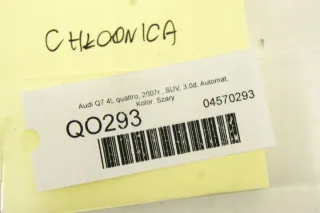 CHŁODNICA
Audi Q7 4L quattro, 2007r., SUV, 3.0d, Automat,
Kolor: Szary
QO293
04570293